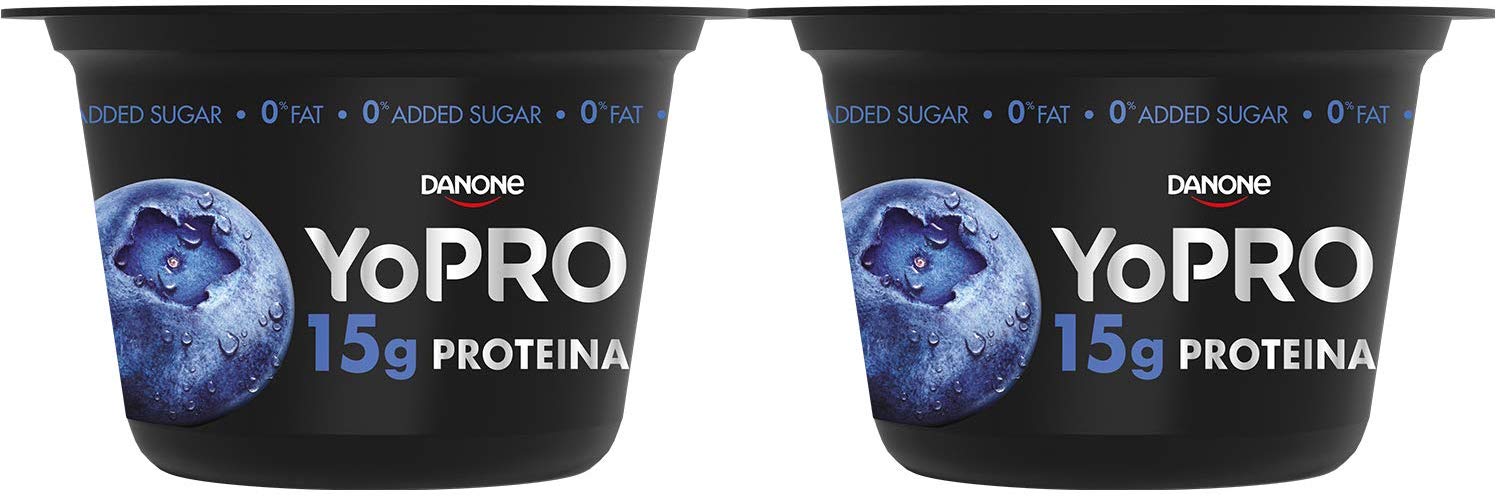 ADDED SUGAR • 0% FAT • 0% ADDED SUGAR • 0% FAT •
DANONE
YoPRO
15g PROTEINA
ADDED SUGAR • 0% FAT • 0% ADDED SUGAR • 0% FAT •
DANONE
YoPRO
15g PROTEINA